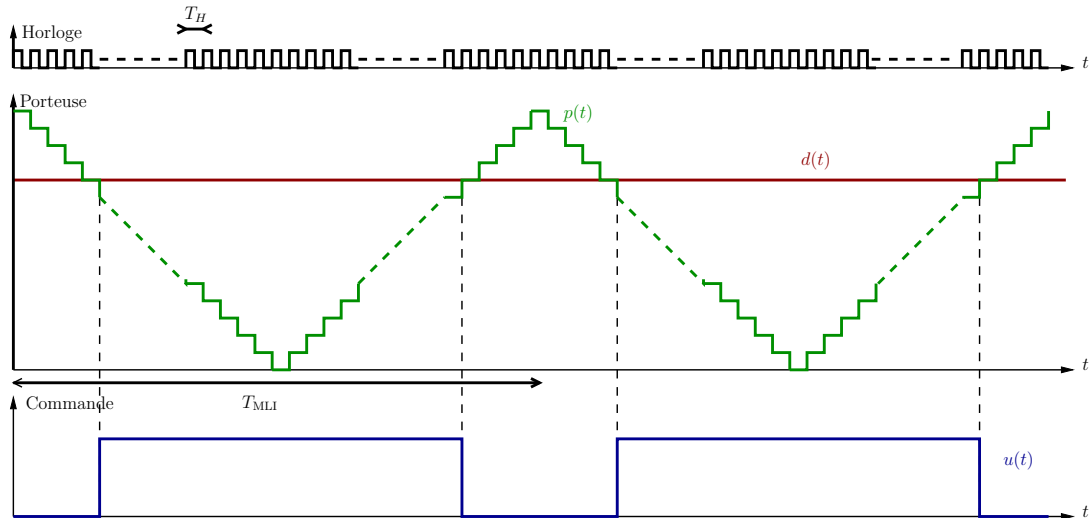 T_H
Horloge
t
Porteuse
p(t)
d(t)
t
Commande
T_MLI
u(t)
t